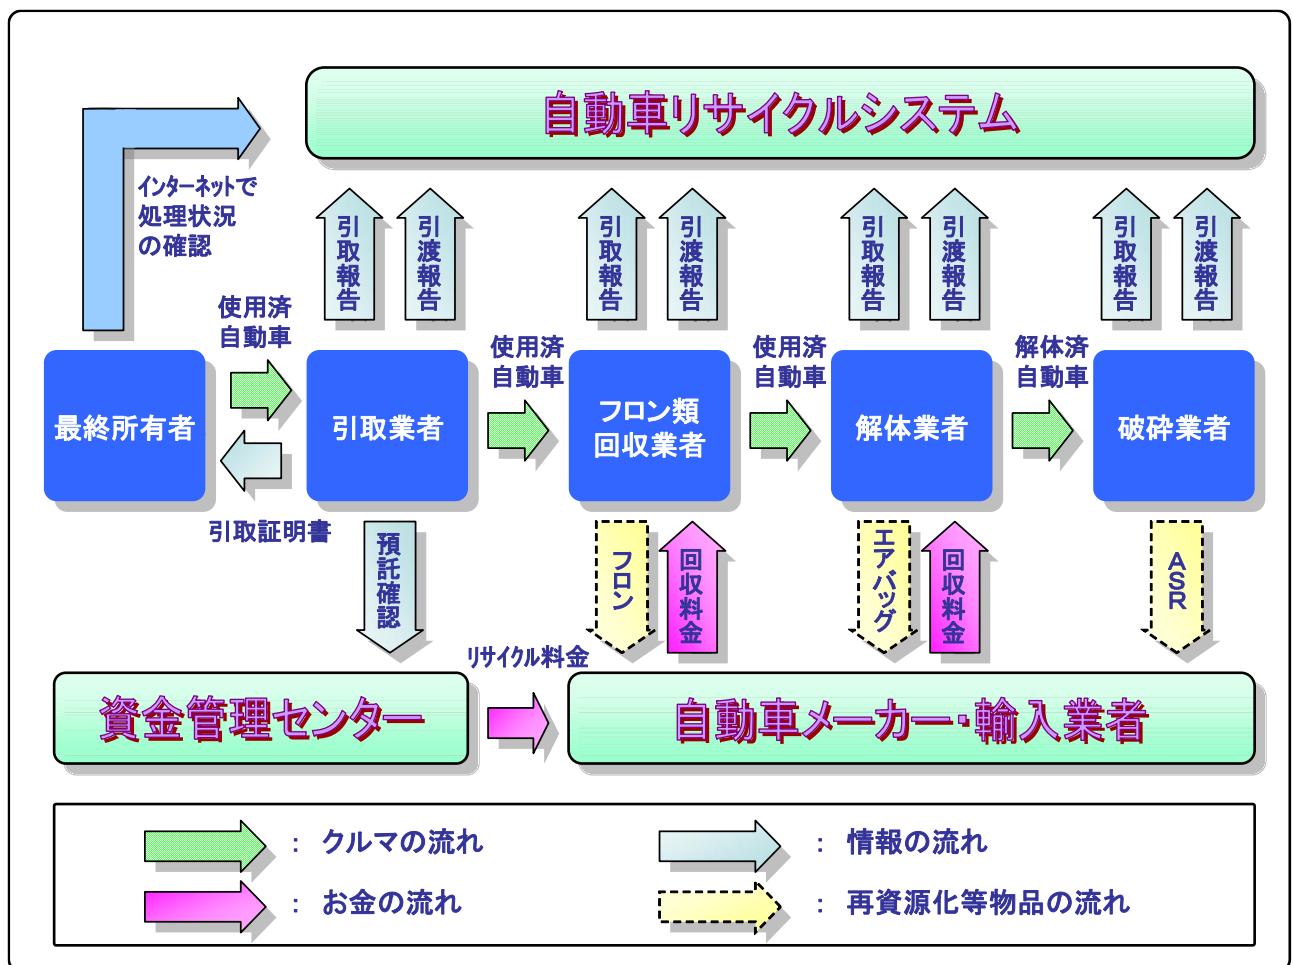 自動車リサイクルシステム
インターネットで
処理状況
の確認
引取報告
引渡報告
引取報告
引渡報告
引取報告
引渡報告
引取報告
引渡報告
使用済
自動車
使用済
自動車
使用済
自動車
解体済
自動車
最終所有者
引取業者
フロン類
回収業者
解体業者
破砕業者
引取証明書
預託確認
フロン
回収料金
エアバッグ
回収料金
ASR
リサイクル料金
資金管理センター
自動車メーカー・輸入業者
： クルマの流れ
： 情報の流れ
： お金の流れ
： 再資源化等物品の流れ